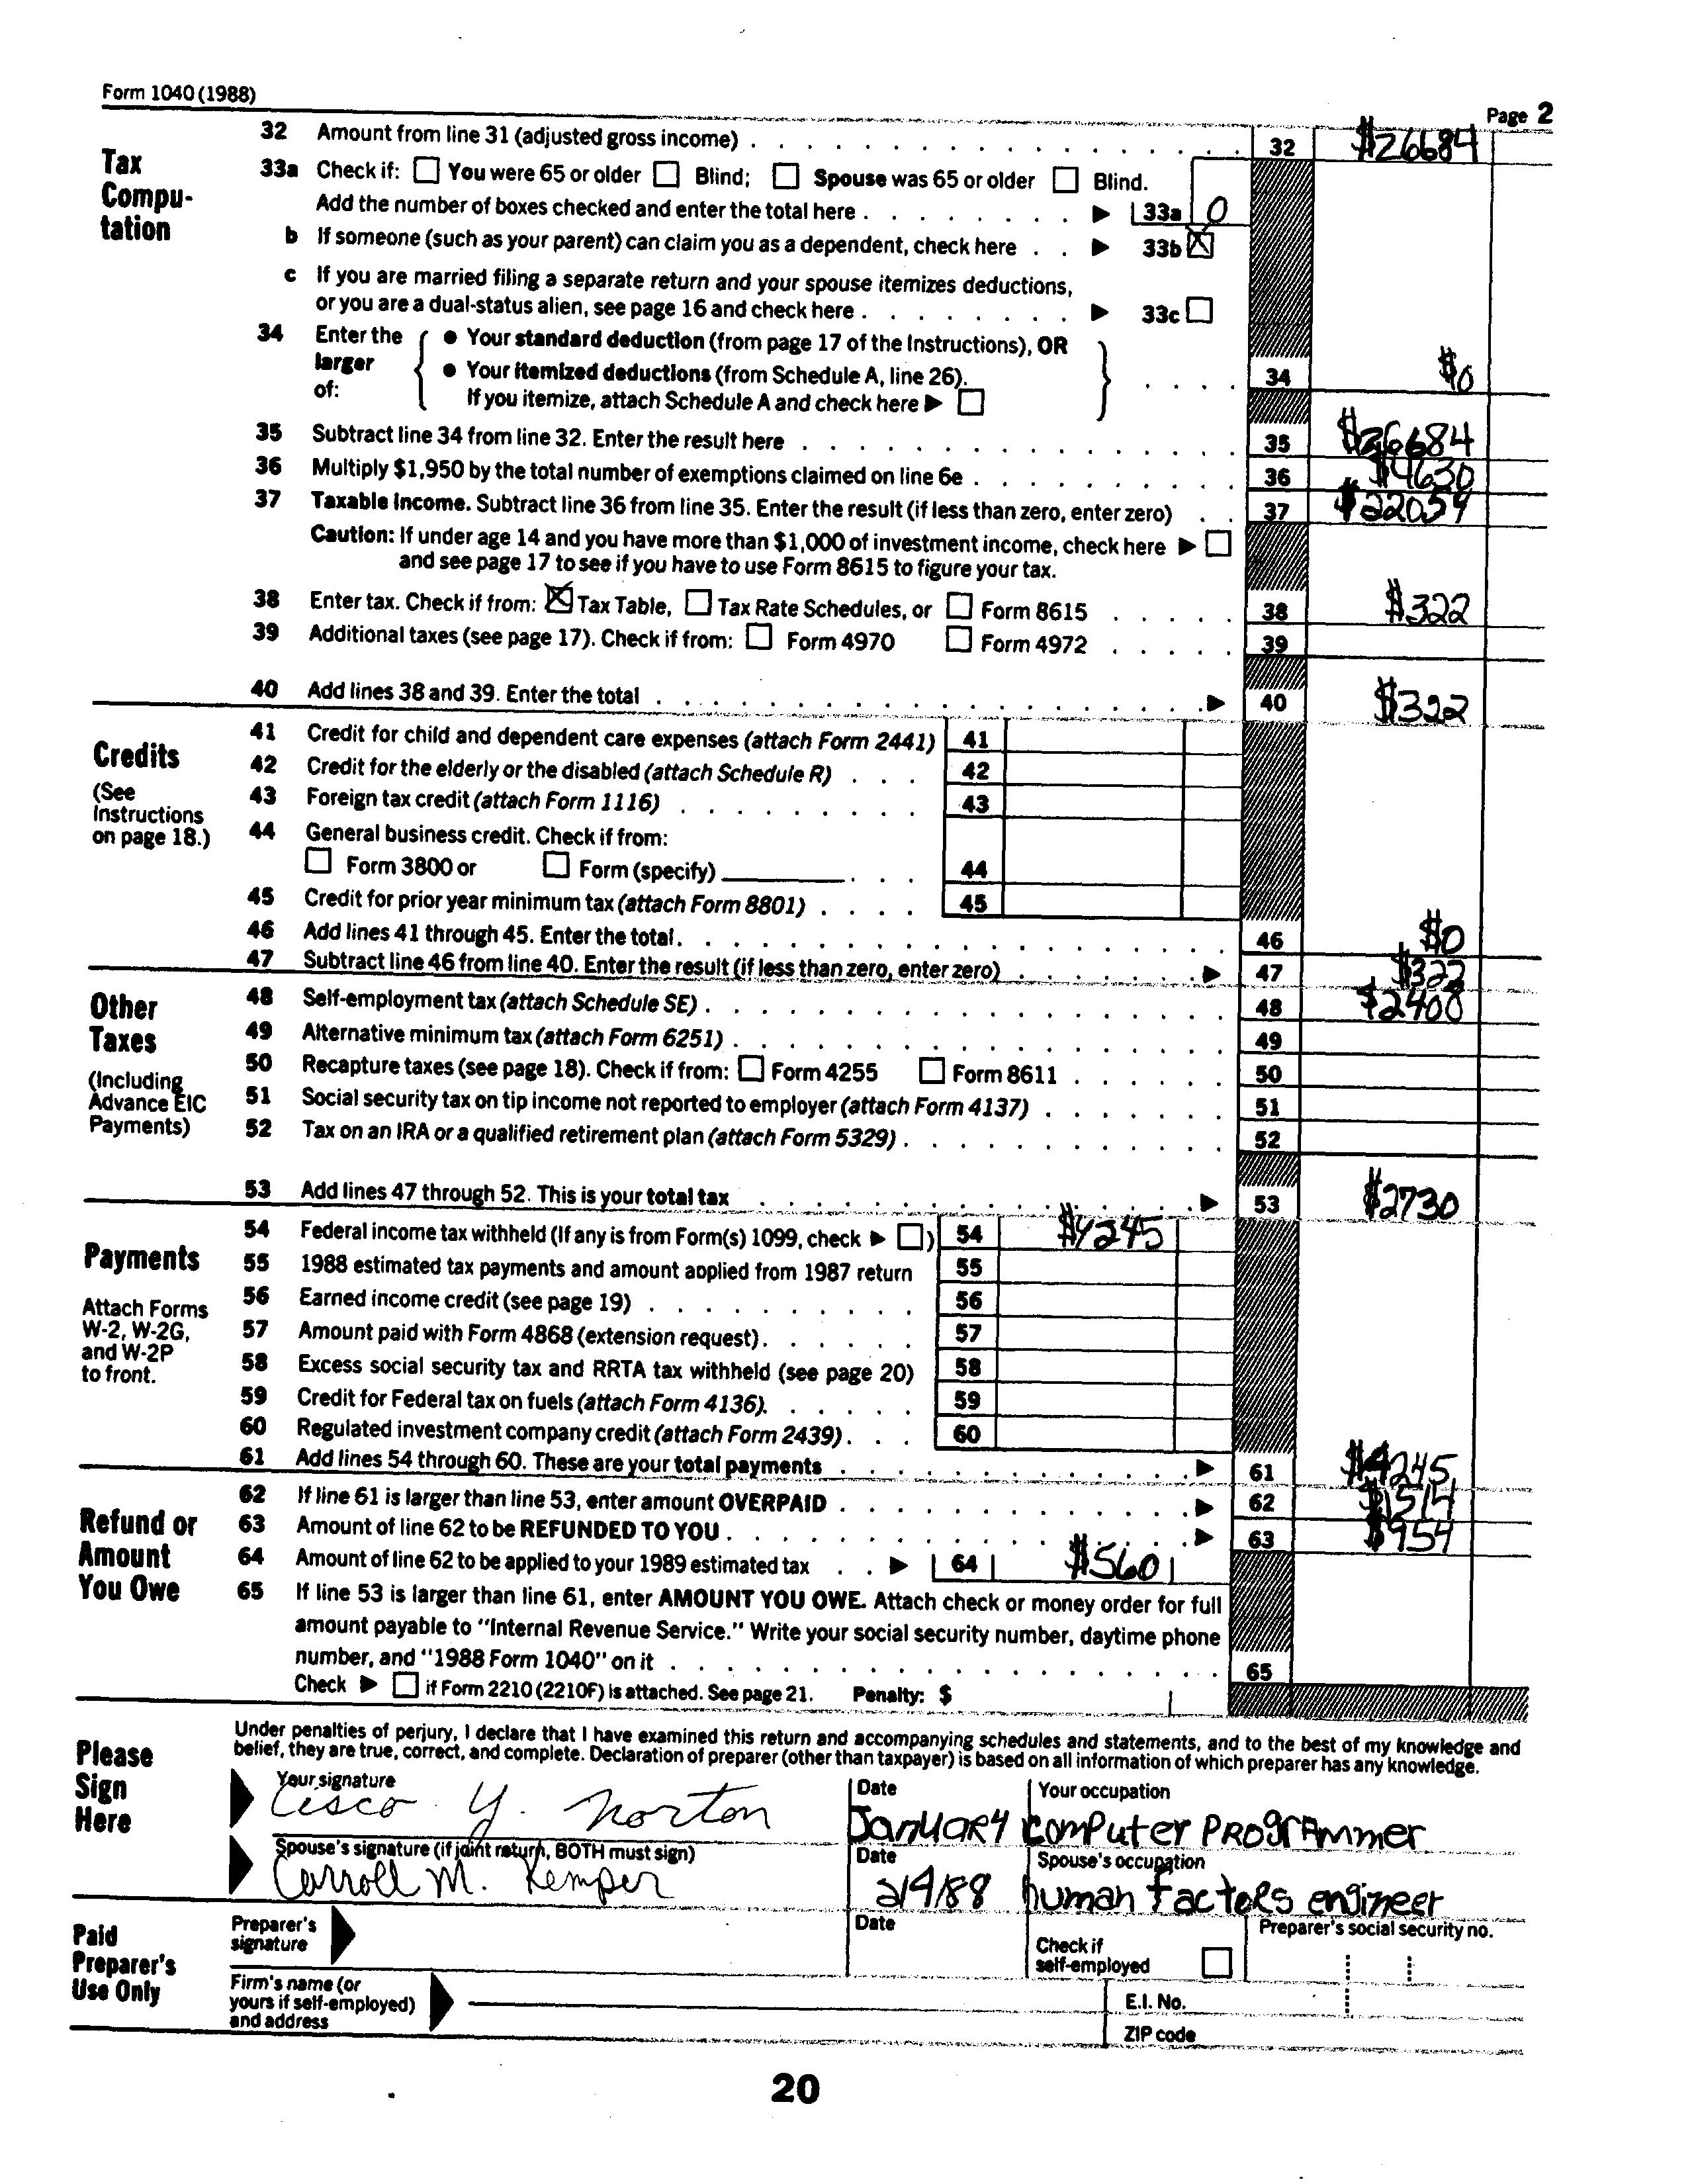 Form 1040 (1988)
Page 2
Tax Compu-tation
32 Amount from line 31 (adjusted gross income) . . . 32 $26684
33a Check if: ☐ You were 65 or older ☐ Blind; ☐ Spouse was 65 or older ☐ Blind.
Add the number of boxes checked and enter the total here . . . ▶ 33a 0
b If someone (such as your parent) can claim you as a dependent, check here . . ▶ 33b ☒
c If you are married filing a separate return and your spouse itemizes deductions,
or you are a dual-status alien, see page 16 and check here . . . ▶ 33c ☐
34 Enter the larger of: { ● Your standard deduction (from page 17 of the Instructions), OR
● Your itemized deductions (from Schedule A, line 26).
If you itemize, attach Schedule A and check here ▶ ☐ } . . . . 34 $0
35 Subtract line 34 from line 32. Enter the result here . . . 35 $26684
36 Multiply $1,950 by the total number of exemptions claimed on line 6e . . . 36 $4630
37 Taxable Income. Subtract line 36 from line 35. Enter the result (if less than zero, enter zero) . . 37 $22054
Caution: If under age 14 and you have more than $1,000 of investment income, check here ▶ ☐
and see page 17 to see if you have to use Form 8615 to figure your tax.
38 Enter tax. Check if from: ☒ Tax Table, ☐ Tax Rate Schedules, or ☐ Form 8615 . . . 38 $322
39 Additional taxes (see page 17). Check if from: ☐ Form 4970 ☐ Form 4972 . . . 39
40 Add lines 38 and 39. Enter the total . . . ▶ 40 $322
Credits
(See Instructions on page 18.)
41 Credit for child and dependent care expenses (attach Form 2441) 41
42 Credit for the elderly or the disabled (attach Schedule R) . . . 42
43 Foreign tax credit (attach Form 1116) . . . 43
44 General business credit. Check if from:
☐ Form 3800 or ☐ Form (specify) ________ . . . 44
45 Credit for prior year minimum tax (attach Form 8801) . . . . 45
46 Add lines 41 through 45. Enter the total . . . 46 $0
47 Subtract line 46 from line 40. Enter the result (if less than zero, enter zero) . . . ▶ 47 $322
Other Taxes
(Including Advance EIC Payments)
48 Self-employment tax (attach Schedule SE) . . . 48 $2408
49 Alternative minimum tax (attach Form 6251) . . . 49
50 Recapture taxes (see page 18). Check if from: ☐ Form 4255 ☐ Form 8611 . . . 50
51 Social security tax on tip income not reported to employer (attach Form 4137) . . . 51
52 Tax on an IRA or a qualified retirement plan (attach Form 5329) . . . 52
53 Add lines 47 through 52. This is your total tax . . . ▶ 53 $2730
Payments
Attach Forms W-2, W-2G, and W-2P to front.
54 Federal income tax withheld (If any is from Form(s) 1099, check ▶ ☐) 54 $4245
55 1988 estimated tax payments and amount applied from 1987 return 55
56 Earned income credit (see page 19) . . . 56
57 Amount paid with Form 4868 (extension request) . . . 57
58 Excess social security tax and RRTA tax withheld (see page 20) 58
59 Credit for Federal tax on fuels (attach Form 4136) . . . 59
60 Regulated investment company credit (attach Form 2439) . . . 60
61 Add lines 54 through 60. These are your total payments . . . ▶ 61 $4245
Refund or Amount You Owe
62 If line 61 is larger than line 53, enter amount OVERPAID . . . ▶ 62 $1514
63 Amount of line 62 to be REFUNDED TO YOU . . . ▶ 63 $954
64 Amount of line 62 to be applied to your 1989 estimated tax . . ▶ 64 $560
65 If line 53 is larger than line 61, enter AMOUNT YOU OWE. Attach check or money order for full
amount payable to "Internal Revenue Service." Write your social security number, daytime phone
number, and "1988 Form 1040" on it . . . 65
Check ▶ ☐ if Form 2210 (2210F) is attached. See page 21. Penalty: $
Please Sign Here
Under penalties of perjury, I declare that I have examined this return and accompanying schedules and statements, and to the best of my knowledge and
belief, they are true, correct, and complete. Declaration of preparer (other than taxpayer) is based on all information of which preparer has any knowledge.
Your signature Cisco Y. Norton
Date January
Your occupation computer programmer
Spouse's signature (if joint return, BOTH must sign) Carroll M. Kemper
Date 2/9/88
Spouse's occupation human factors engineer
Paid Preparer's Use Only
Preparer's signature
Date
Check if self-employed ☐
Preparer's social security no.
Firm's name (or yours if self-employed) and address
E.I. No.
ZIP code
20